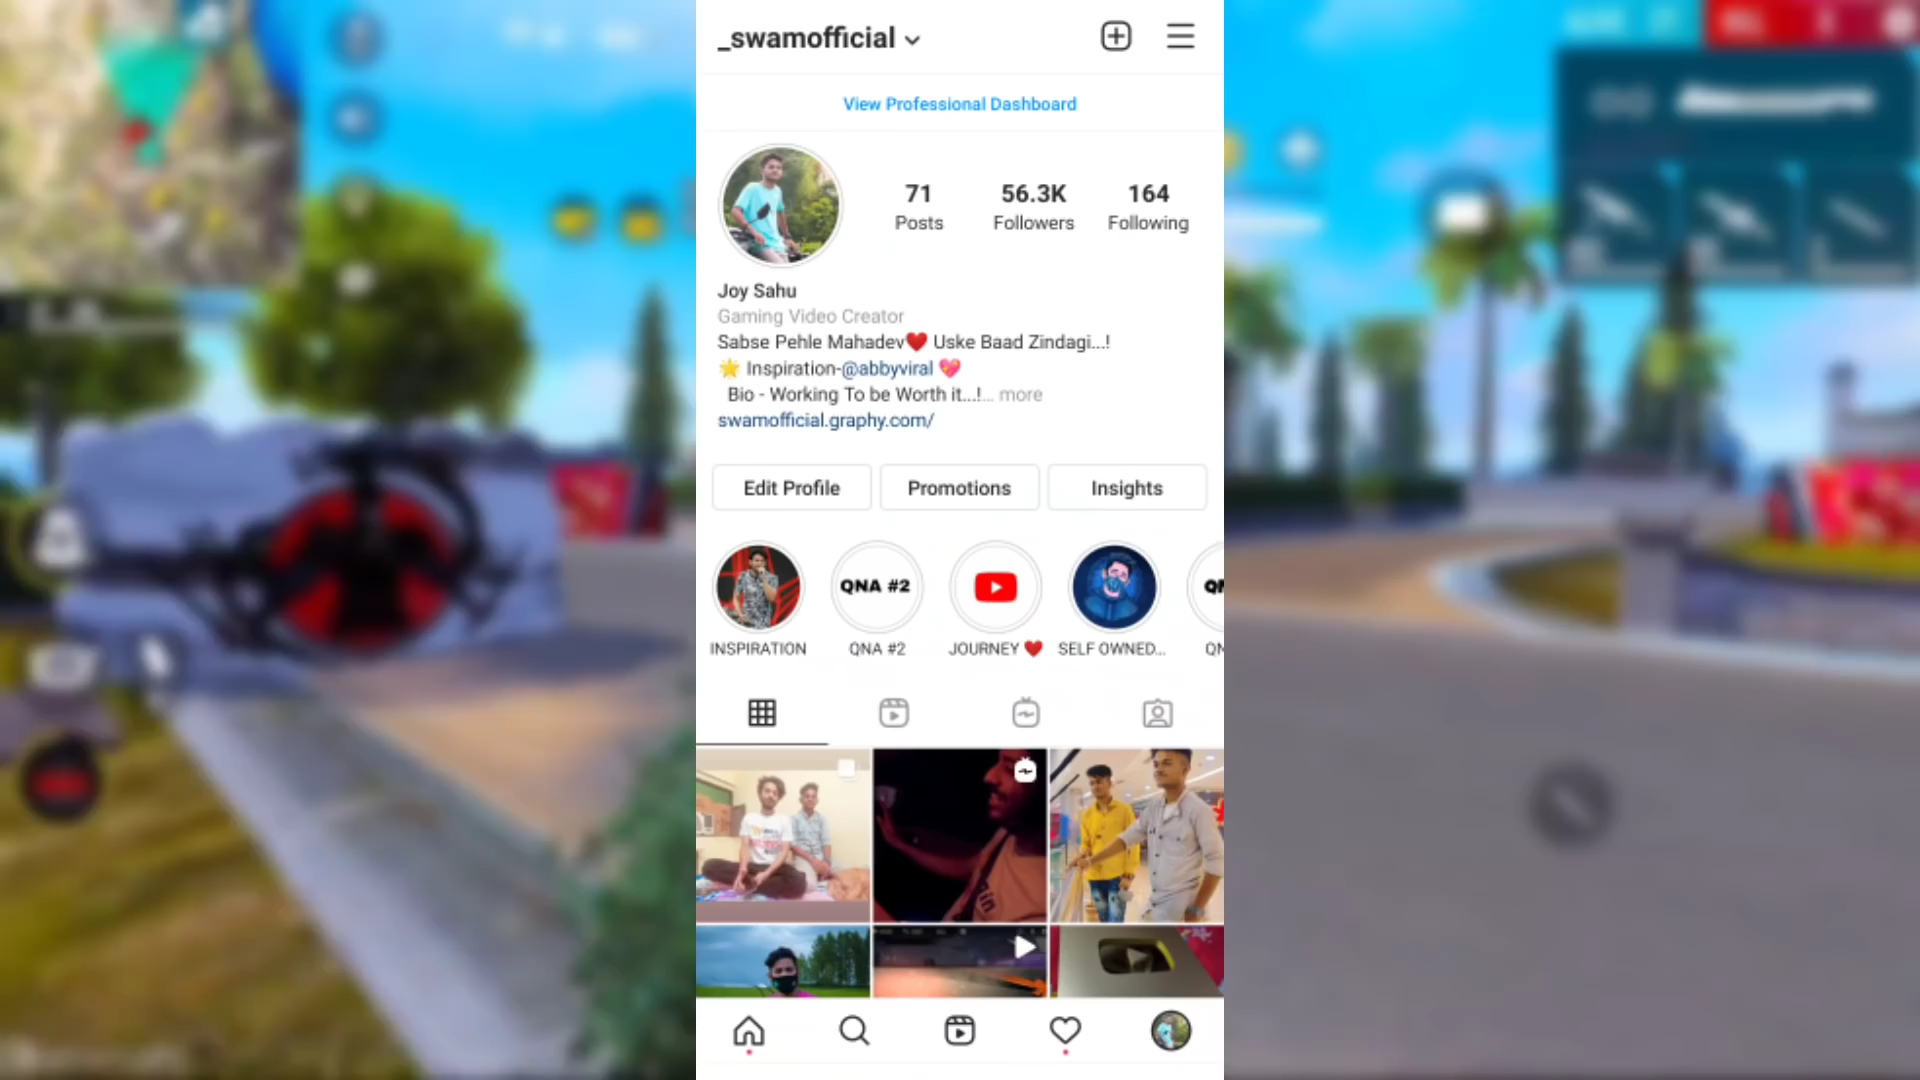 _swamofficial
View Professional Dashboard
71 56.3K 164
Posts Followers Following
Joy Sahu
Gaming Video Creator
Sabse Pehle Mahadev❤️ Uske Baad Zindagi...!
🌟 Inspiration-@abbyviral 💖
Bio - Working To be Worth it...!... more
swamofficial.graphy.com/
Edit Profile Promotions Insights
QNA #2
INSPIRATION QNA #2 JOURNEY ❤️ SELF OWNED...